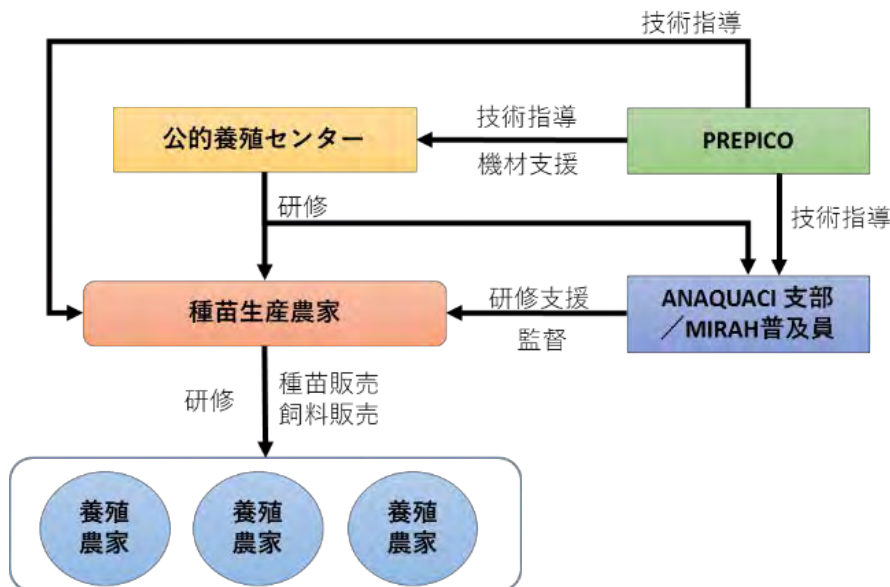 技術指導
公的養殖センター
技術指導
機材支援
PREPICO
研修
技術指導
種苗生産農家
研修支援
監督
ANAQUACI 支部
／MIRAH普及員
研修
種苗販売
飼料販売
養殖
農家
養殖
農家
養殖
農家